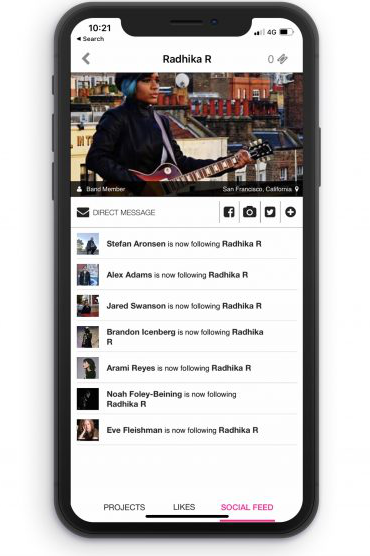 10:21
4G
Search
Radhika R
0
Band Member
San Francisco, California
DIRECT MESSAGE
Stefan Aronsen is now following Radhika R
Alex Adams is now following Radhika R
Jared Swanson is now following Radhika R
Brandon Icenberg is now following Radhika
R
Arami Reyes is now following Radhika R
Noah Foley-Beining is now following
Radhika R
Eve Fleishman is now following Radhika R
PROJECTS
LIKES
SOCIAL FEED